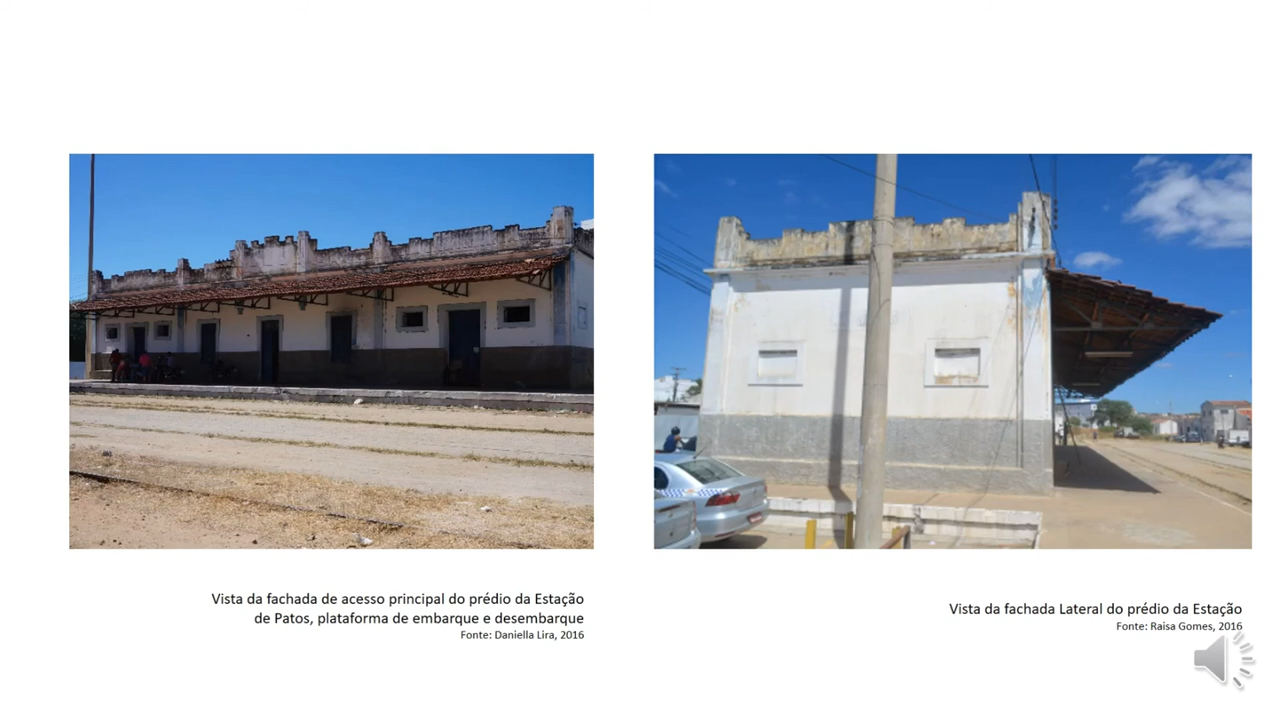 Vista da fachada de acesso principal do prédio da Estação
de Patos, plataforma de embarque e desembarque
Fonte: Daniella Lira, 2016
Vista da fachada Lateral do prédio da Estação
Fonte: Raisa Gomes, 2016